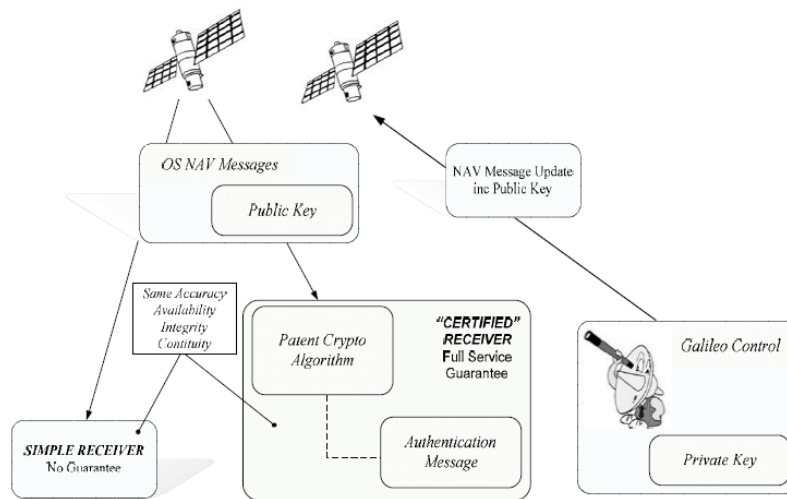 OS NAV Messages
Public Key
NAV Message Update
inc Public Key
Same Accuracy
Availability
Integrity
Contituity
Patent Crypto
Algorithm
"CERTIFIED"
RECEIVER
Full Service
Guarantee
Authentication
Message
Galileo Control
Private Key
SIMPLE RECEIVER
No Guarantee